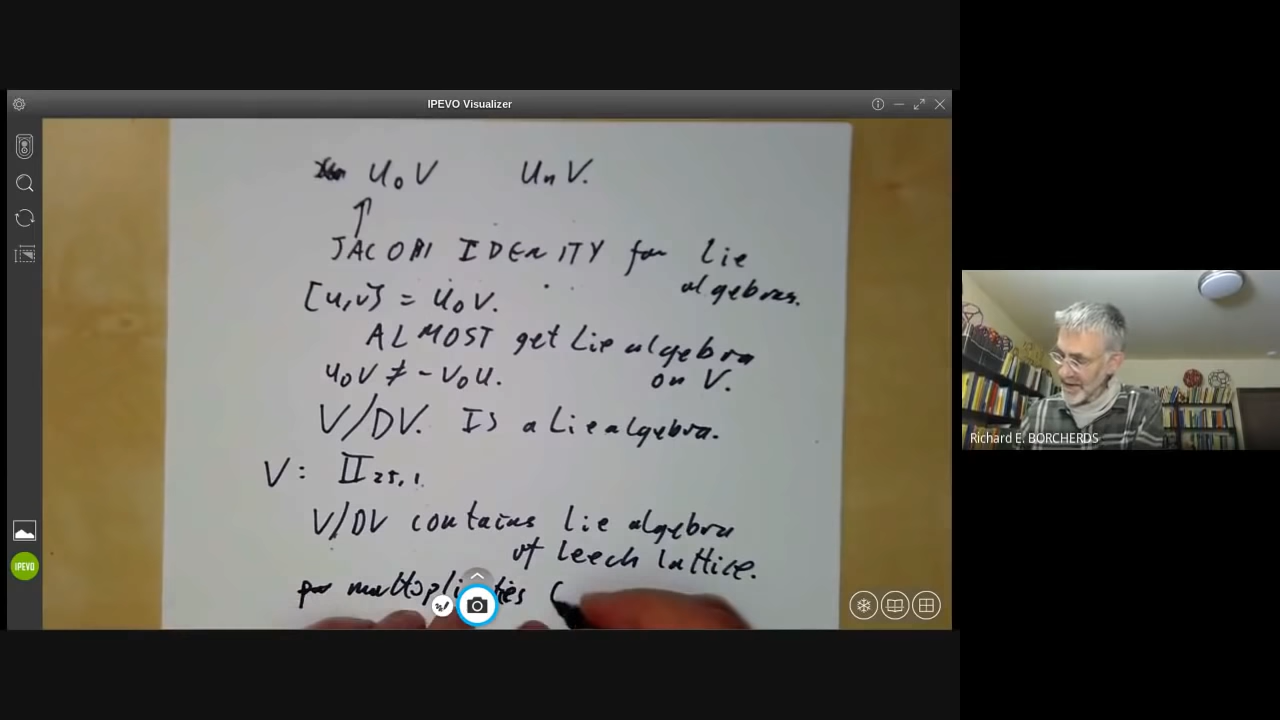 IPEVO Visualizer
u₀v uₙv.
↑
JACOBI IDENTITY for Lie
algebras.
[u,v] = u₀v.
ALMOST get Lie algebra
u₀v ≠ -v₀u. on V.
V/DV. Is a Lie algebra.
V: II₂₅,₁.
V/DV contains Lie algebra
of Leech lattice.
(
IPEVO
Richard E. BORCHERDS